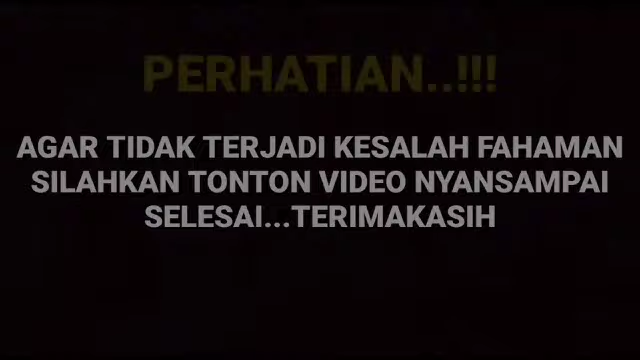 PERHATIAN..!!!
AGAR TIDAK TERJADI KESALAH FAHAMAN
SILAHKAN TONTON VIDEO NYANSAMPAI
SELESAI...TERIMAKASIH